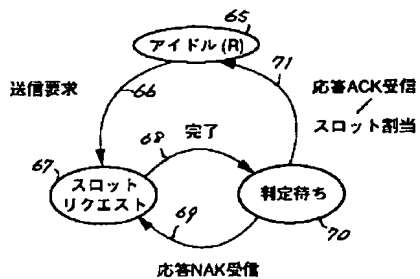 65
アイドル(R)
71
送信要求
66
応答ACK受信
スロット割当
68
完了
67
スロット
リクエスト
判定待ち
69
70
応答NAK受信